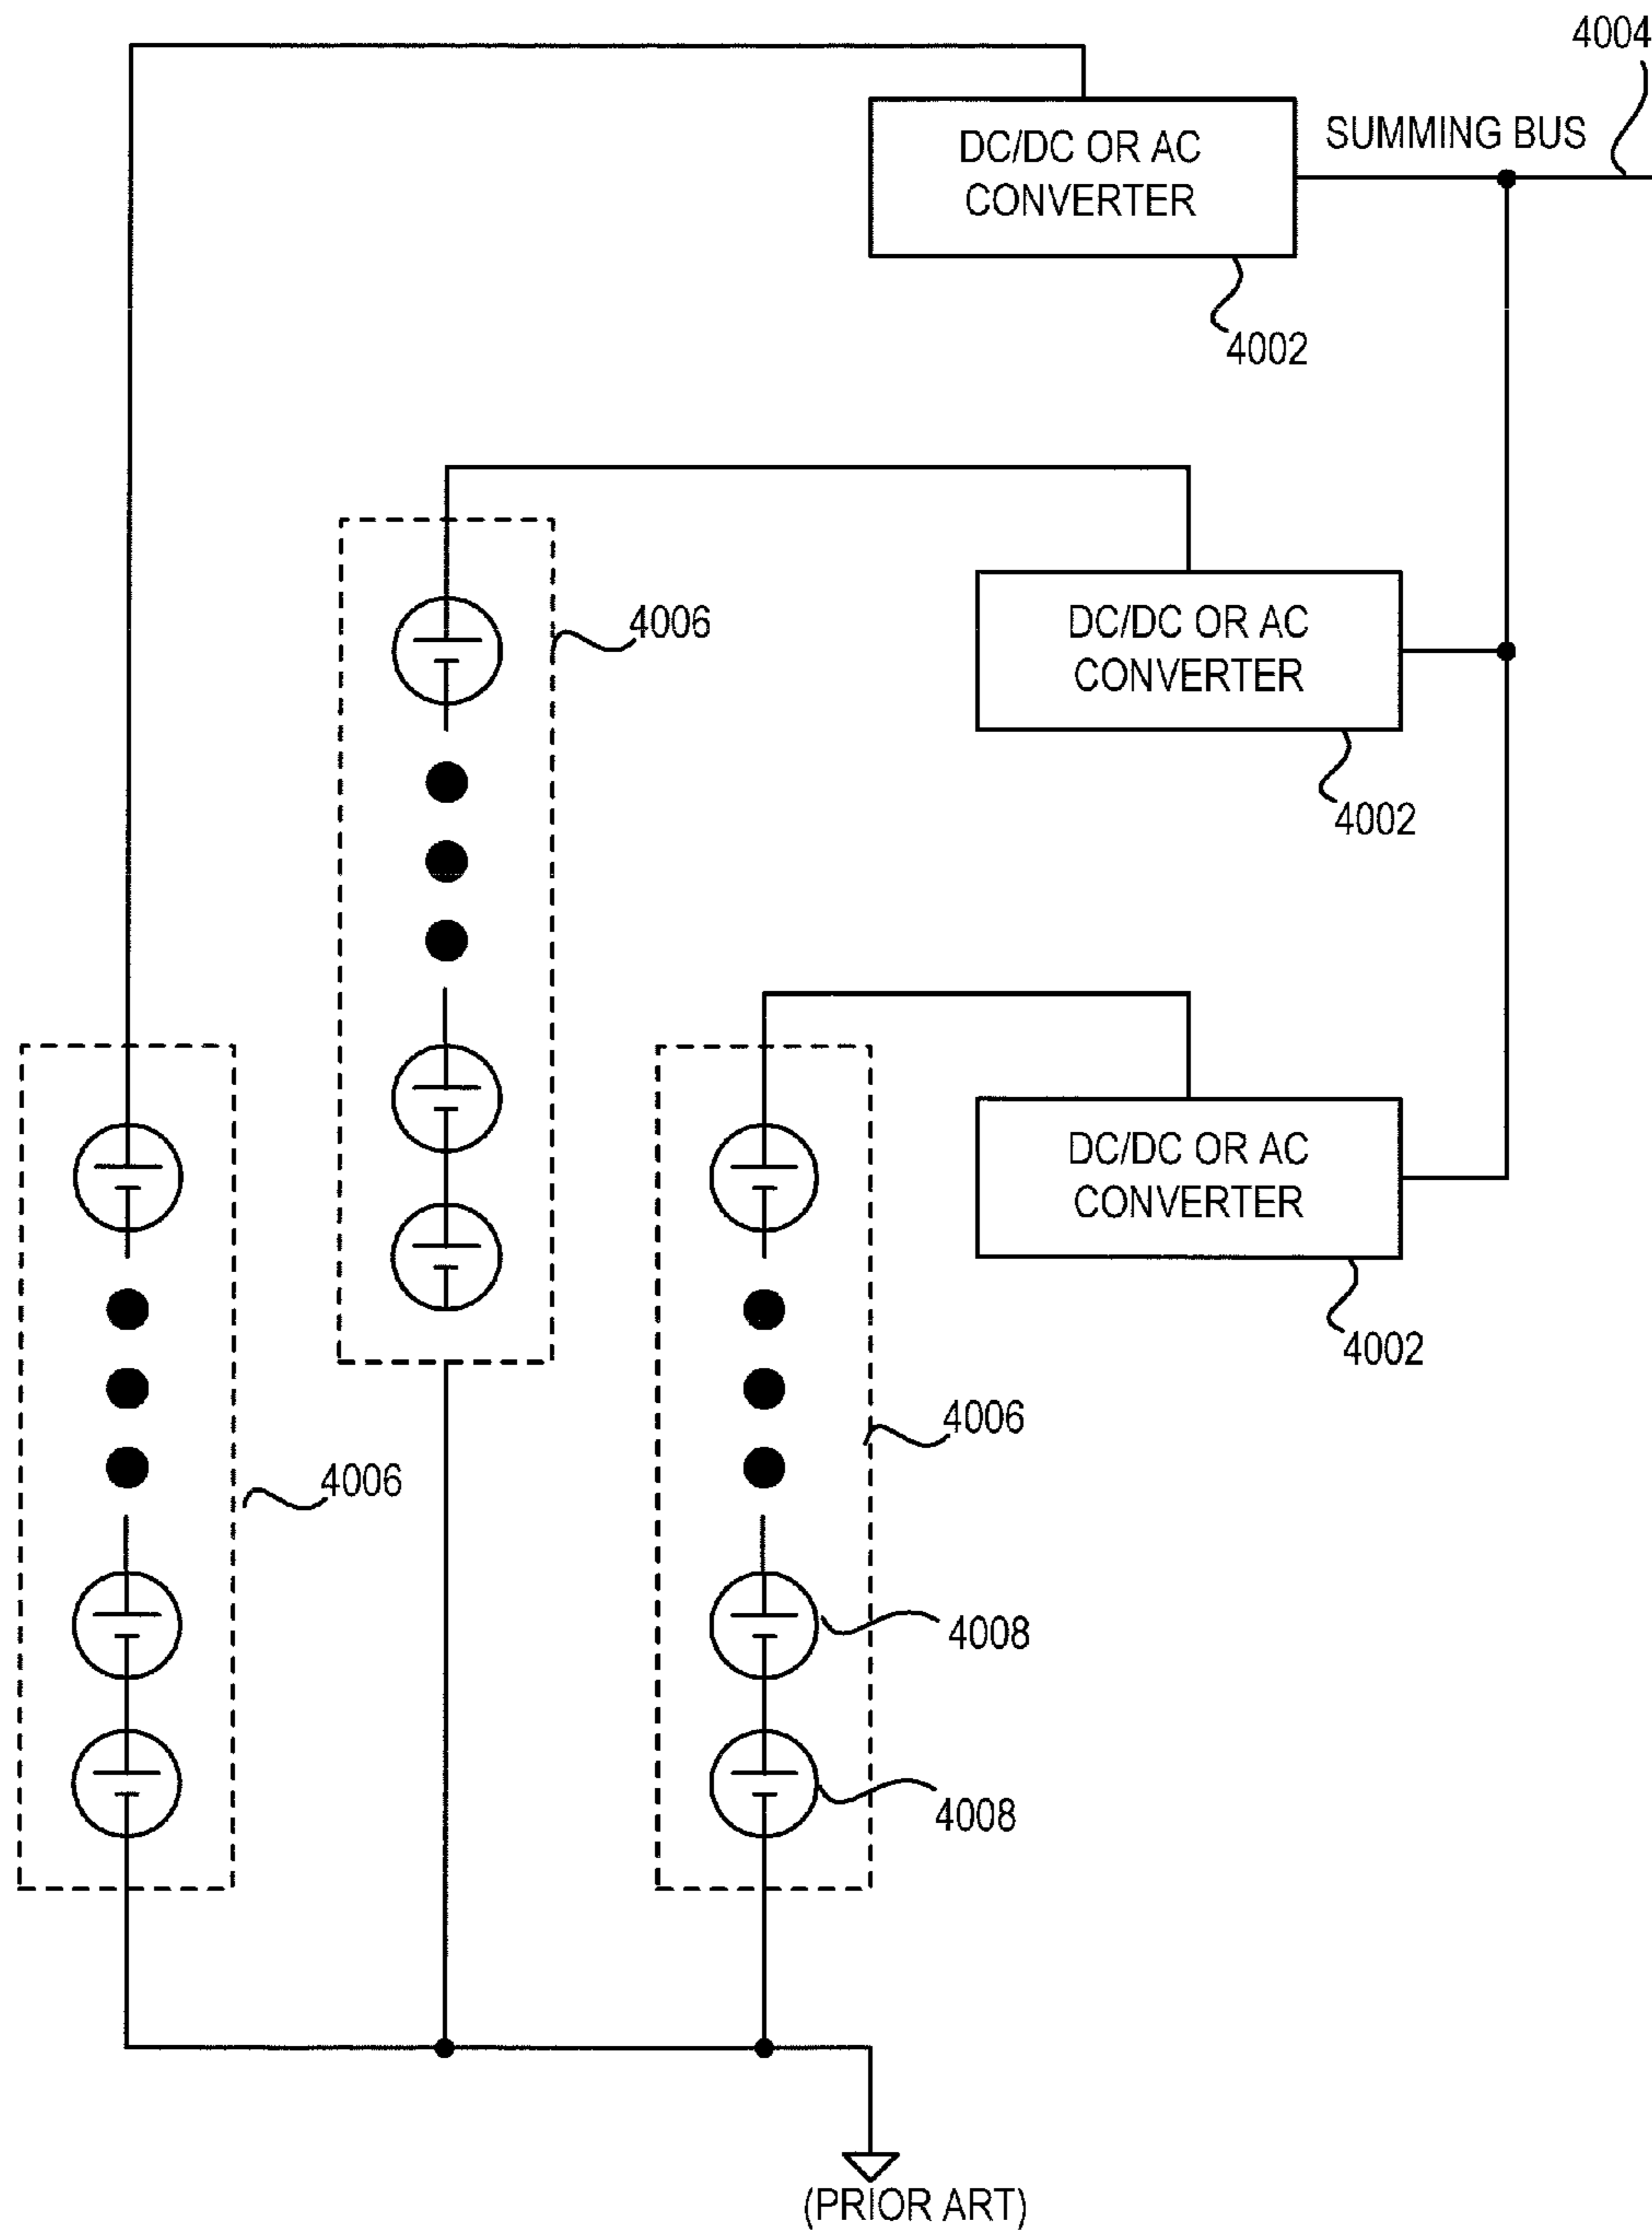 4004
SUMMING BUS
DC/DC OR AC
CONVERTER
4002
4006
DC/DC OR AC
CONVERTER
4002
DC/DC OR AC
CONVERTER
4002
4006
4006
4008
4008
(PRIOR ART)